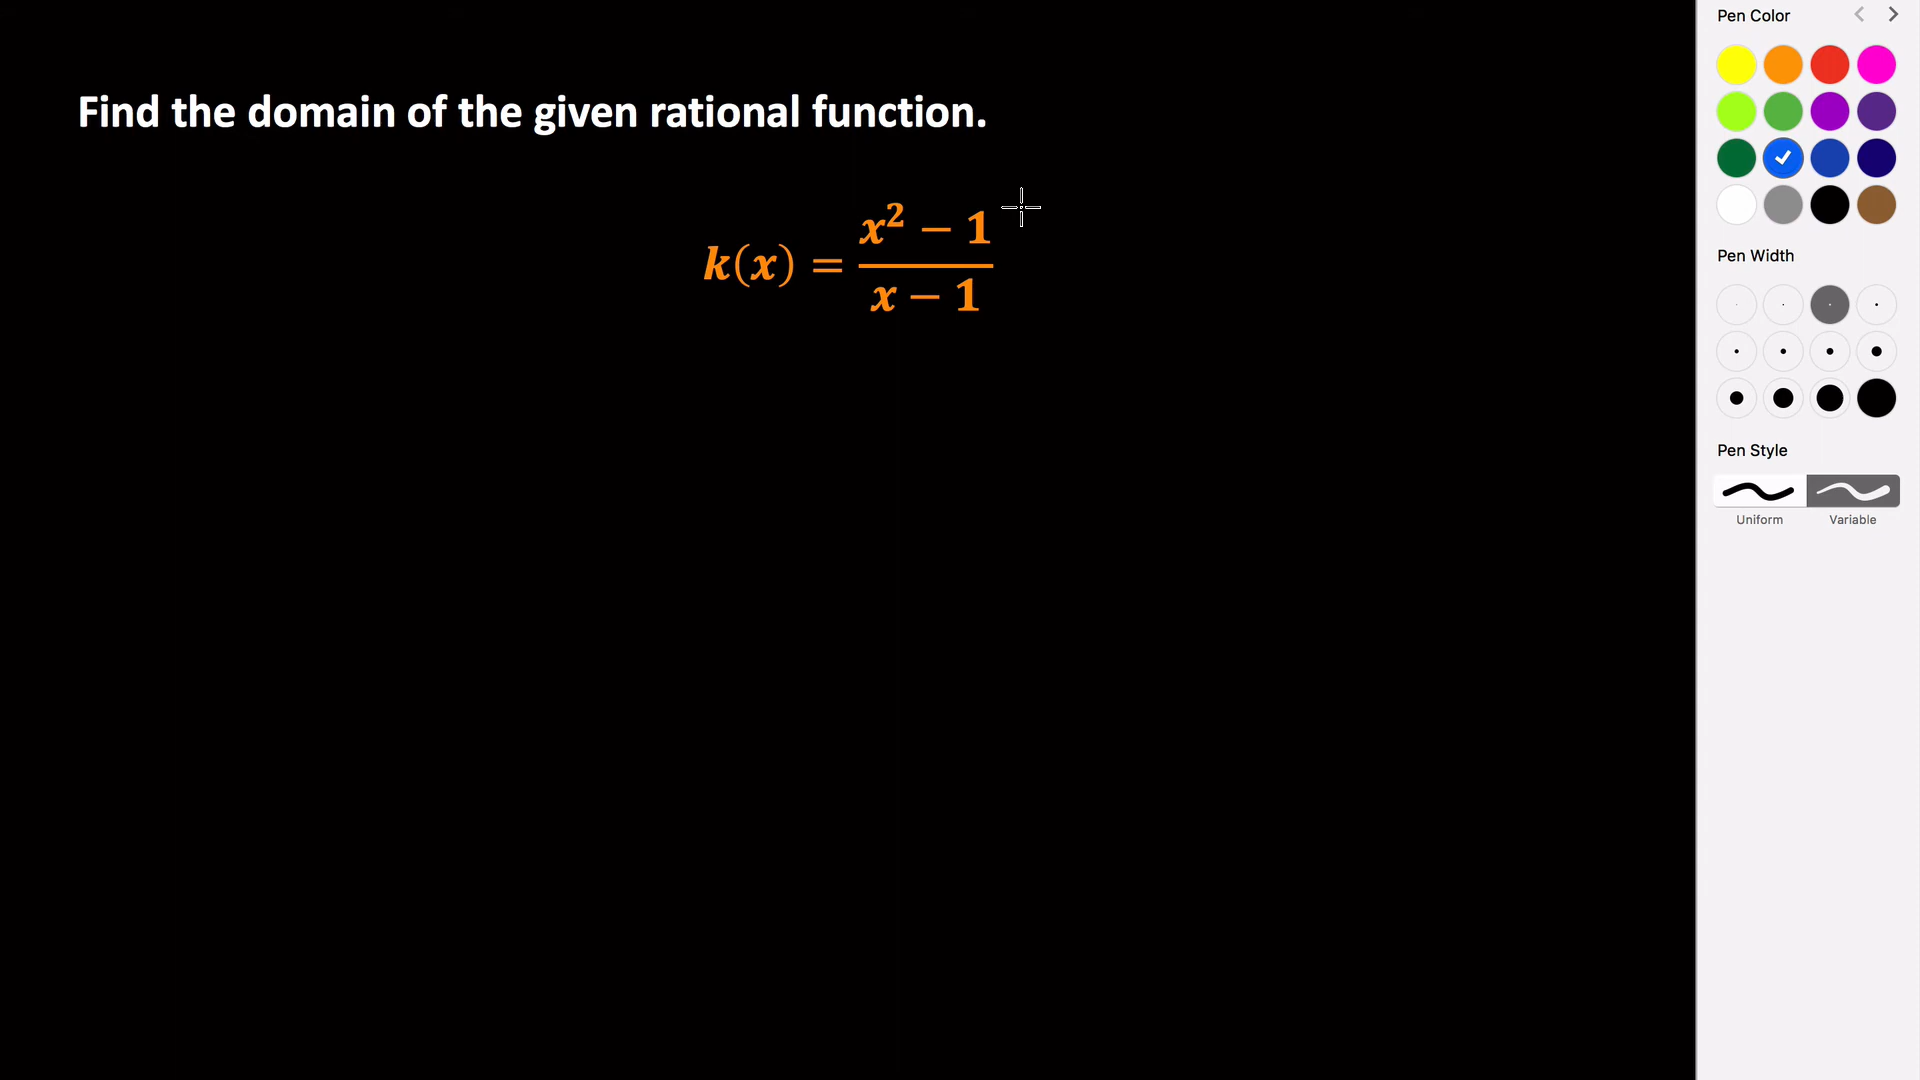 Find the domain of the given rational function.
k(x) = (x² − 1)/(x − 1)
Pen Color
Pen Width
Pen Style
Uniform
Variable